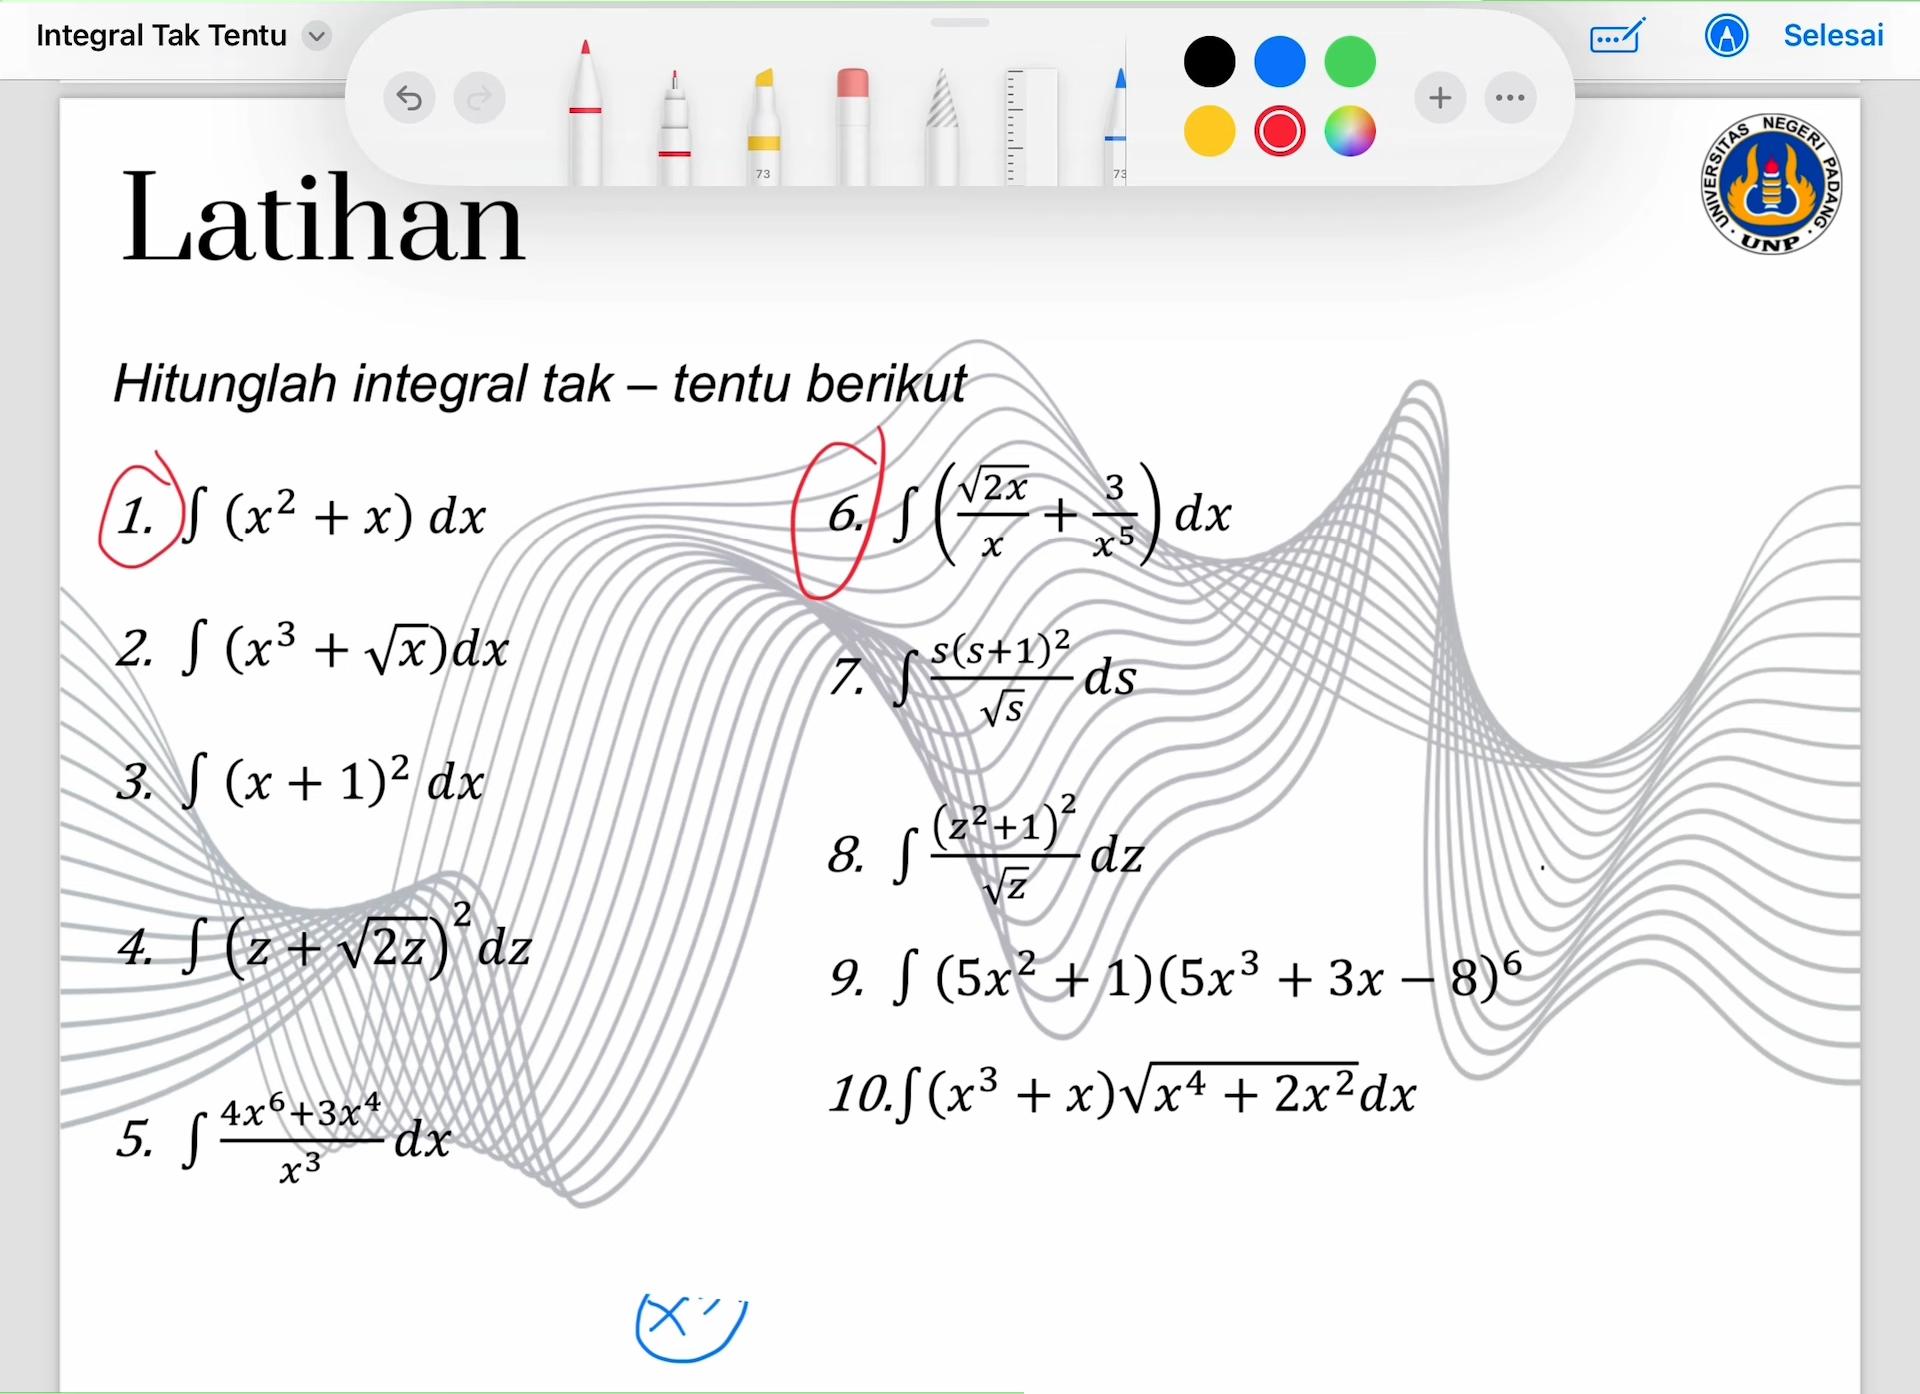 Integral Tak Tentu
Selesai
73
73
UNIVERSITAS NEGERI PADANG
UNP
Latihan
Hitunglah integral tak – tentu berikut
1. ∫ (x² + x) dx
2. ∫ (x³ + √x)dx
3. ∫ (x + 1)² dx
4. ∫ (z + √2z)² dz
5. ∫ (4x⁶+3x⁴)/x³ dx
6. ∫ (√2x/x + 3/x⁵) dx
7. ∫ s(s+1)²/√s ds
8. ∫ (z²+1)²/√z dz
9. ∫ (5x² + 1)(5x³ + 3x − 8)⁶
10.∫(x³ + x)√(x⁴ + 2x²)dx